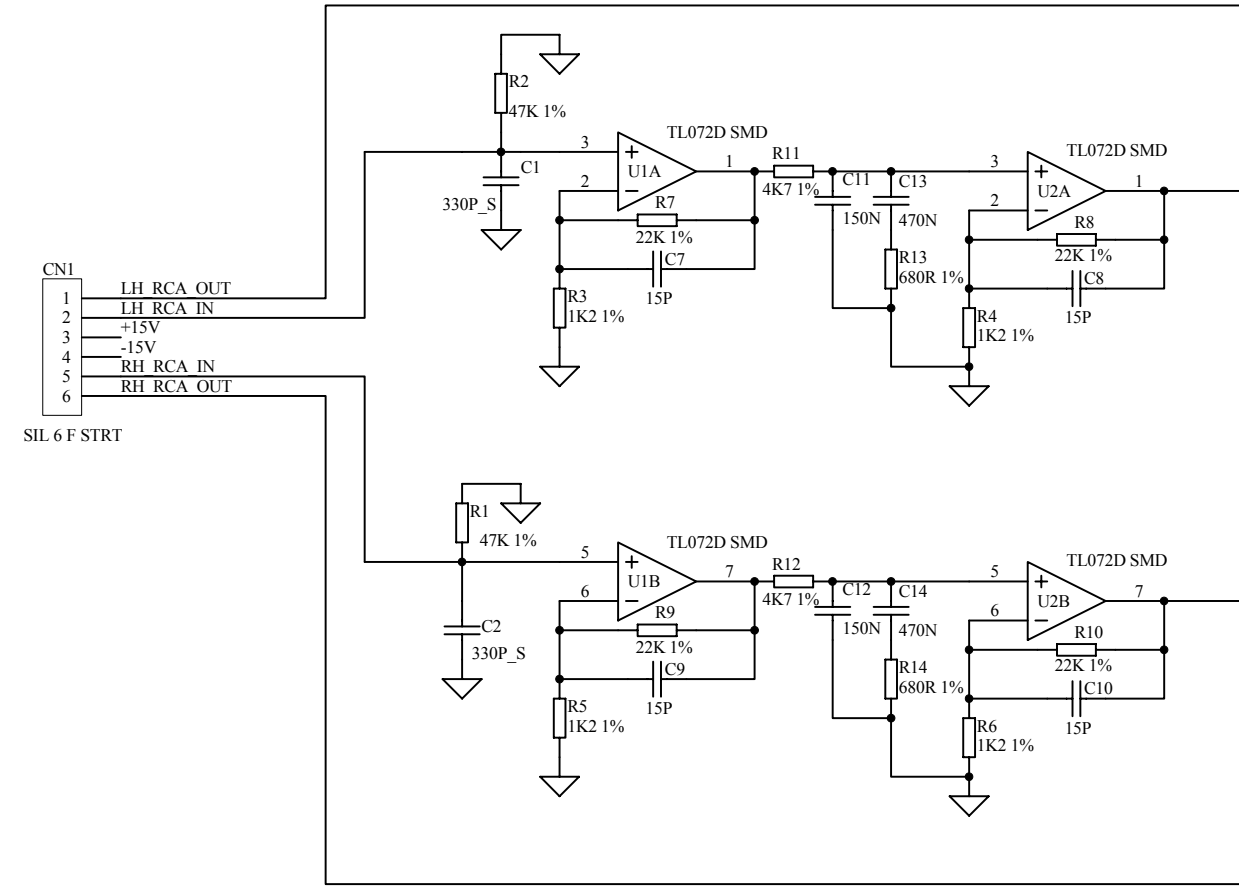 R2
47K 1%
TL072D SMD
3
+
C1
U1A
1
R11
2
−
330P_S
4K7 1%
R7
22K 1%
C7
15P
R3
1K2 1%
C11
150N
C13
470N
R13
680R 1%
TL072D SMD
3
+
U2A
1
2
−
R8
22K 1%
C8
15P
R4
1K2 1%
CN1
1 LH_RCA_OUT
2 LH_RCA_IN
3 +15V
4 -15V
5 RH_RCA_IN
6 RH_RCA_OUT
SIL 6 F STRT
R1
47K 1%
TL072D SMD
5
+
U1B
7
R12
6
−
4K7 1%
C2
330P_S
R9
22K 1%
C9
15P
R5
1K2 1%
C12
150N
C14
470N
R14
680R 1%
TL072D SMD
5
+
U2B
7
6
−
R10
22K 1%
C10
15P
R6
1K2 1%